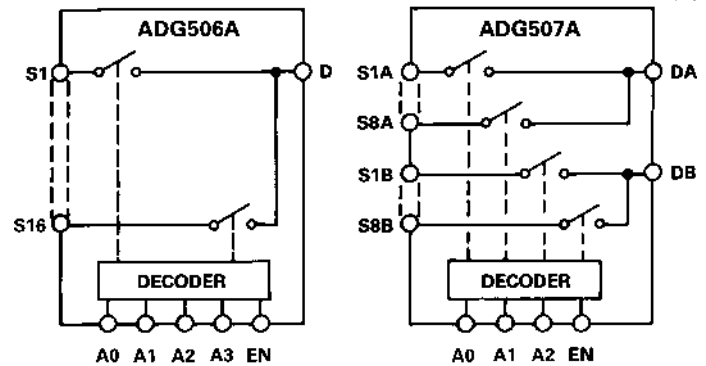 ADG506A
S1
D
S16
DECODER
A0 A1 A2 A3 EN
ADG507A
S1A
DA
S8A
S1B
DB
S8B
DECODER
A0 A1 A2 EN